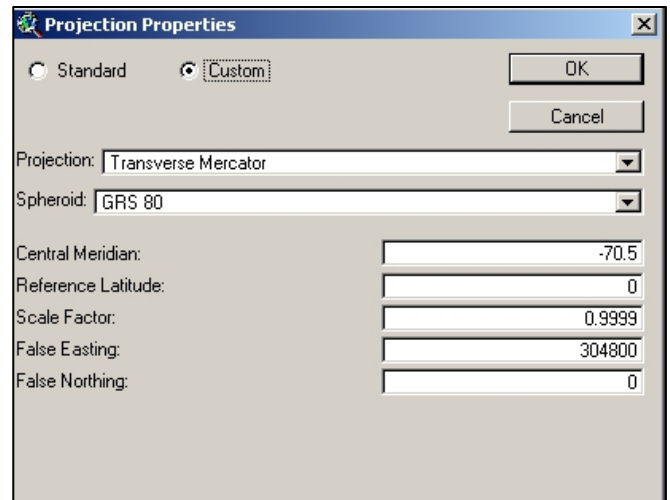 Projection Properties
Standard Custom OK
Cancel
Projection: Transverse Mercator
Spheroid: GRS 80
Central Meridian: -70.5
Reference Latitude: 0
Scale Factor: 0.9999
False Easting: 304800
False Northing: 0